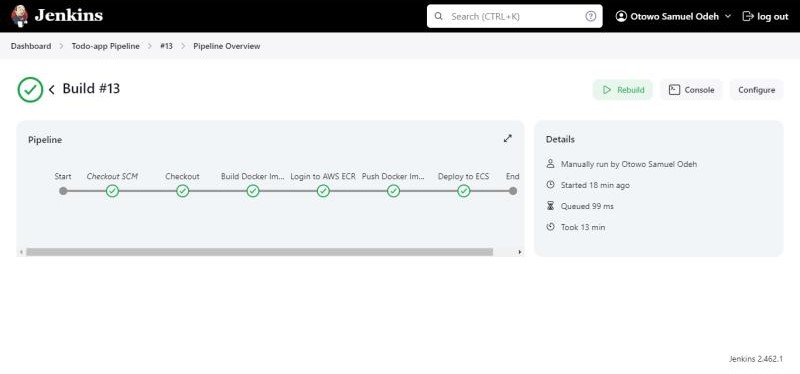 Jenkins
Search (CTRL+K)
Otowo Samuel Odeh
log out
Dashboard
Todo-app Pipeline
#13
Pipeline Overview
Build #13
Rebuild
Console
Configure
Pipeline
Start
Checkout SCM
Checkout
Build Docker Im...
Login to AWS ECR
Push Docker Im...
Deploy to ECS
End
Details
Manually run by Otowo Samuel Odeh
Started 18 min ago
Queued 99 ms
Took 13 min
Jenkins 2.462.1